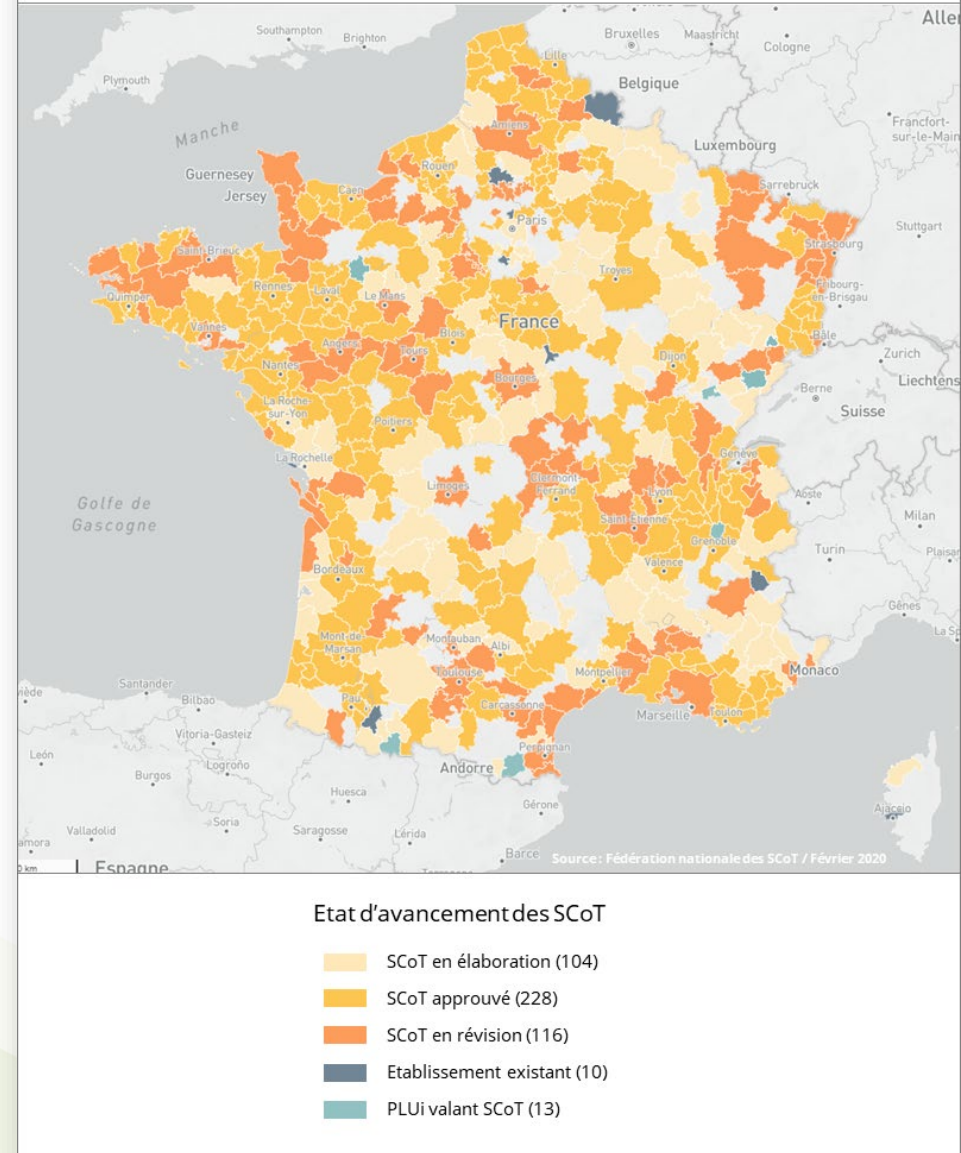 Allei
Southampton
Brighton
Bruxelles
Maastricht
Cologne
Lille
Plymouth
Belgique
Manche
Amiens
Francfort-
sur-le-Main
Luxembourg
Guernesey
Rouen
Jersey
Caen
Sarrebruck
Paris
Stuttgart
Saint-Brieuc
Strasbourg
Troyes
Rennes
Laval
Le Mans
Fribourg-
en-Brisgau
Quimper
Vannes
France
Blois
Angers
Tours
Bâle
Nantes
Dijon
Zurich
Bourges
Berne
Liechtens
La Roche-
sur-Yon
Poitiers
Suisse
La Rochelle
Genève
Limoges
Clermont-
Ferrand
Lyon
Aoste
Golfe de
Gascogne
Saint-Étienne
Milan
Grenoble
Turin
Plaisan
Bordeaux
Valence
Gênes
La Sp
Mont-de-
Marsan
Montauban
Albi
Toulouse
Montpellier
Monaco
Santander
Bilbao
Pau
Carcassonne
Marseille
Toulon
Vitoria-Gasteiz
Perpignan
León
Logroño
Andorre
Burgos
Huesca
Gérone
Ajaccio
Soria
Valladolid
Saragosse
Lérida
amora
Barce
Source : Fédération nationale des SCoT / Février 2020
km
Espagne
Etat d'avancement des SCoT
SCoT en élaboration (104)
SCoT approuvé (228)
SCoT en révision (116)
Etablissement existant (10)
PLUi valant SCoT (13)